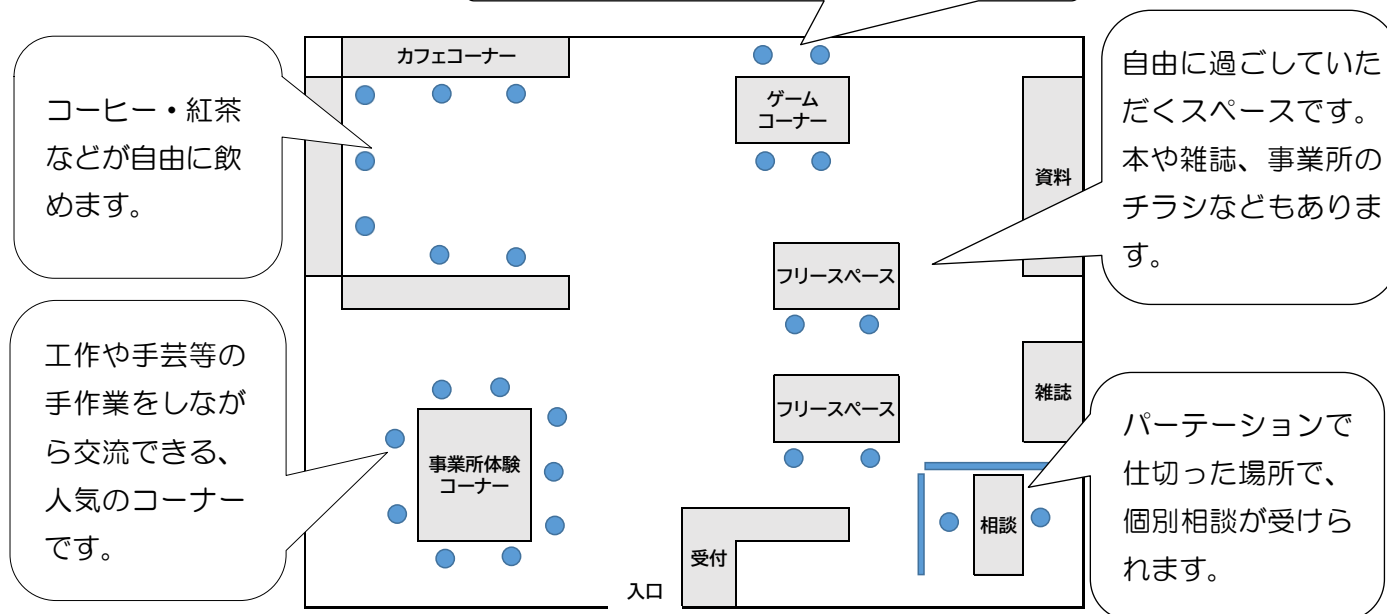 カフェコーナー
コーヒー・紅茶
などが自由に飲
めます。
ゲーム
コーナー
自由に過ごしていた
だくスペースです。
本や雑誌、事業所の
チラシなどもありま
す。
資料
フリースペース
工作や手芸等の
手作業をしなが
ら交流できる、
人気のコーナー
です。
事業所体験
コーナー
フリースペース
雑誌
パーテーションで
仕切った場所で、
個別相談が受けら
れます。
相談
受付
入口